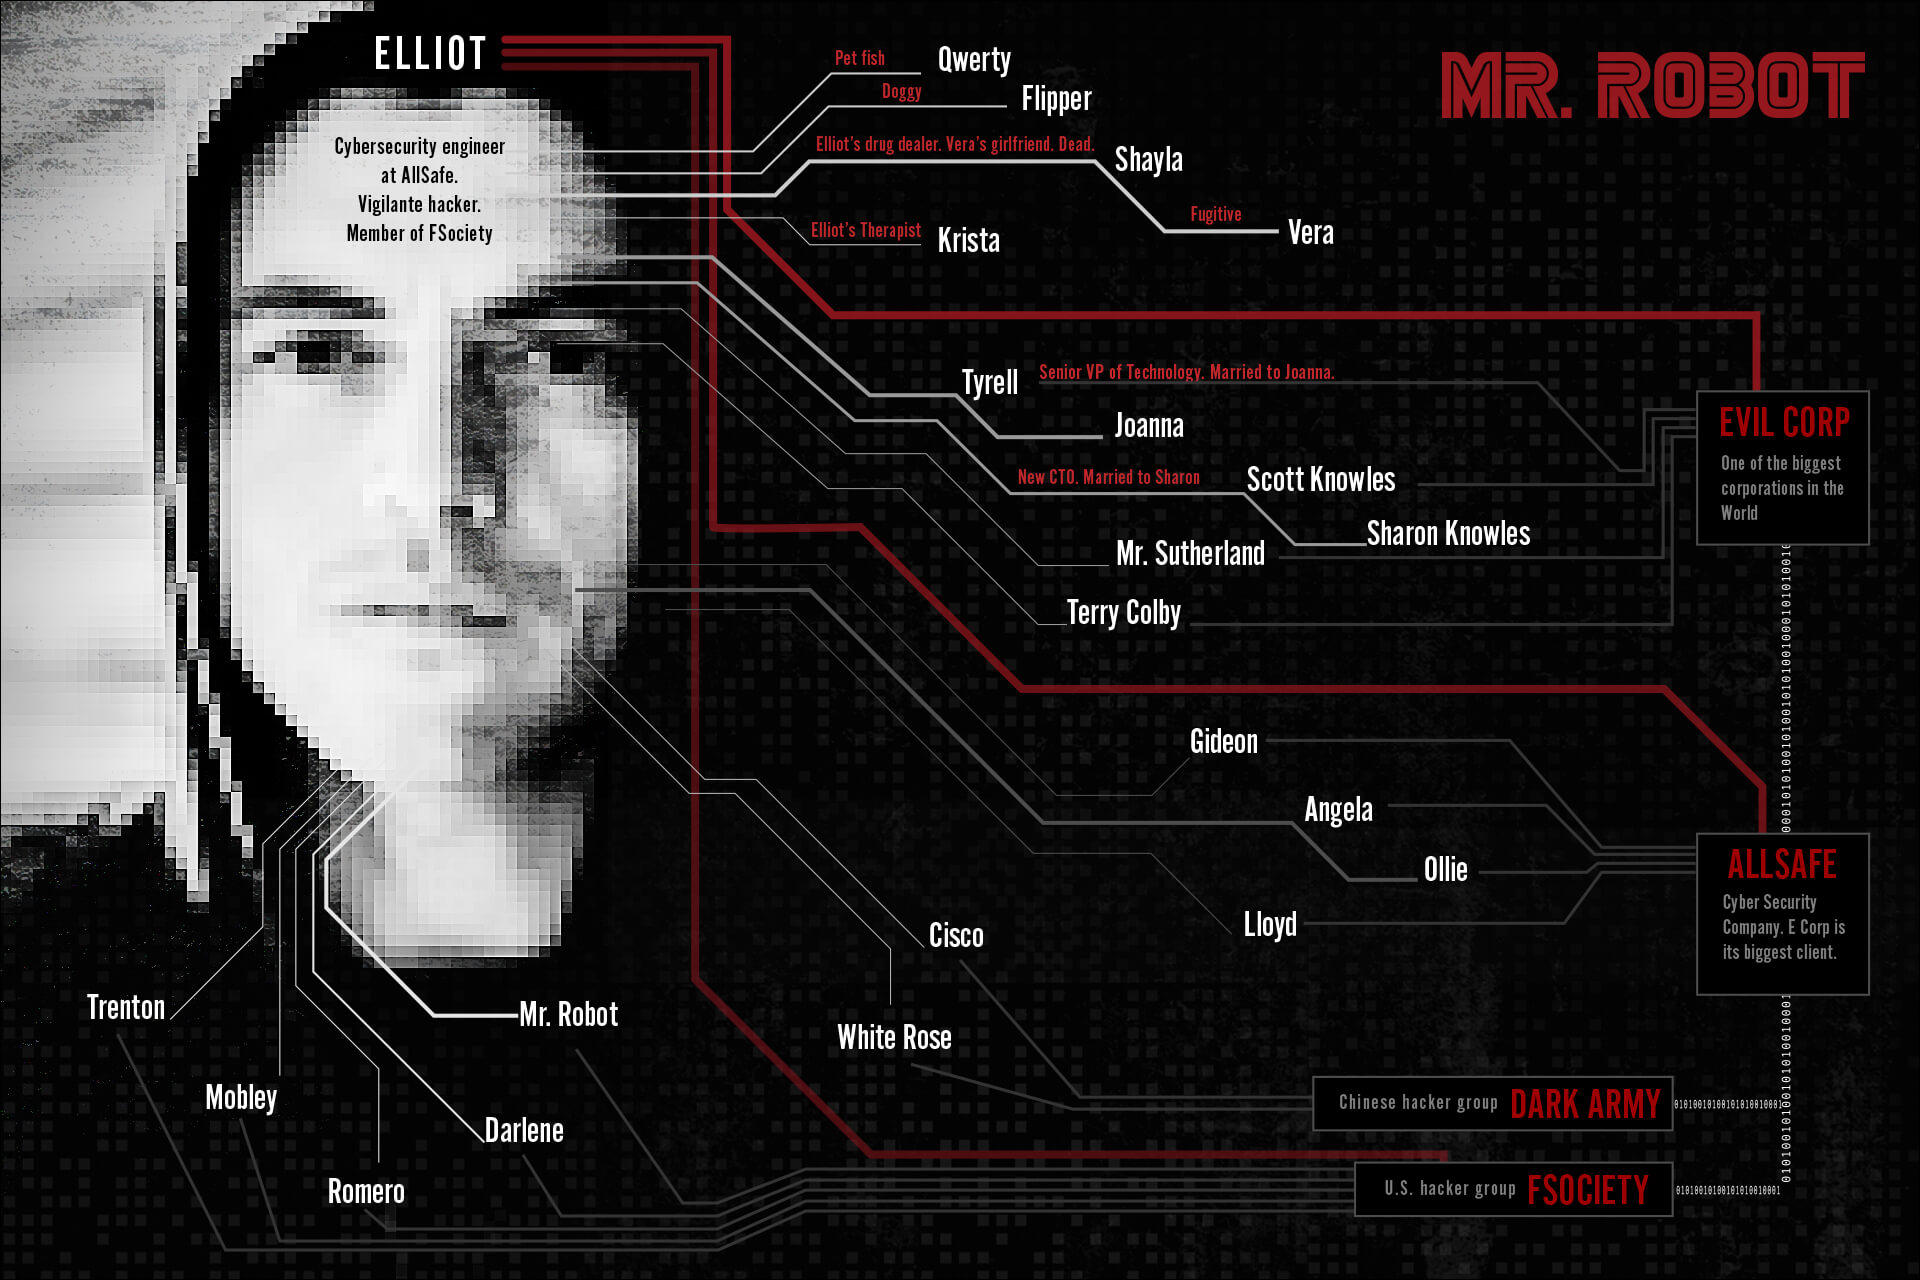 ELLIOT
Cybersecurity engineer
at AllSafe.
Vigilante hacker.
Member of FSociety
MR. ROBOT
Pet fish
Qwerty
Doggy
Flipper
Elliot's drug dealer. Vera's girlfriend. Dead.
Shayla
Fugitive
Vera
Elliot's Therapist
Krista
Tyrell
Senior VP of Technology. Married to Joanna.
Joanna
New CTO. Married to Sharon
Scott Knowles
Sharon Knowles
Mr. Sutherland
Terry Colby
EVIL CORP
One of the biggest
corporations in the
World
Gideon
Angela
Ollie
Lloyd
ALLSAFE
Cyber Security
Company. E Corp is
its biggest client.
Cisco
White Rose
Trenton
Mr. Robot
Mobley
Darlene
Romero
Chinese hacker group DARK ARMY
U.S. hacker group FSOCIETY